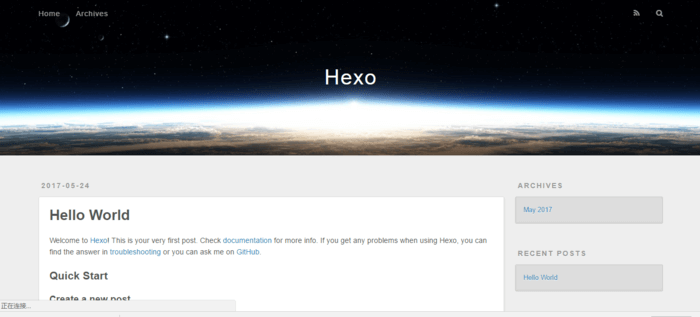 Home Archives
Hexo
2017-05-24
Hello World
Welcome to Hexo! This is your very first post. Check documentation for more info. If you get any problems when using Hexo, you can
find the answer in troubleshooting or you can ask me on GitHub.
Quick Start
Create a new post
ARCHIVES
May 2017
RECENT POSTS
Hello World
正在连接...